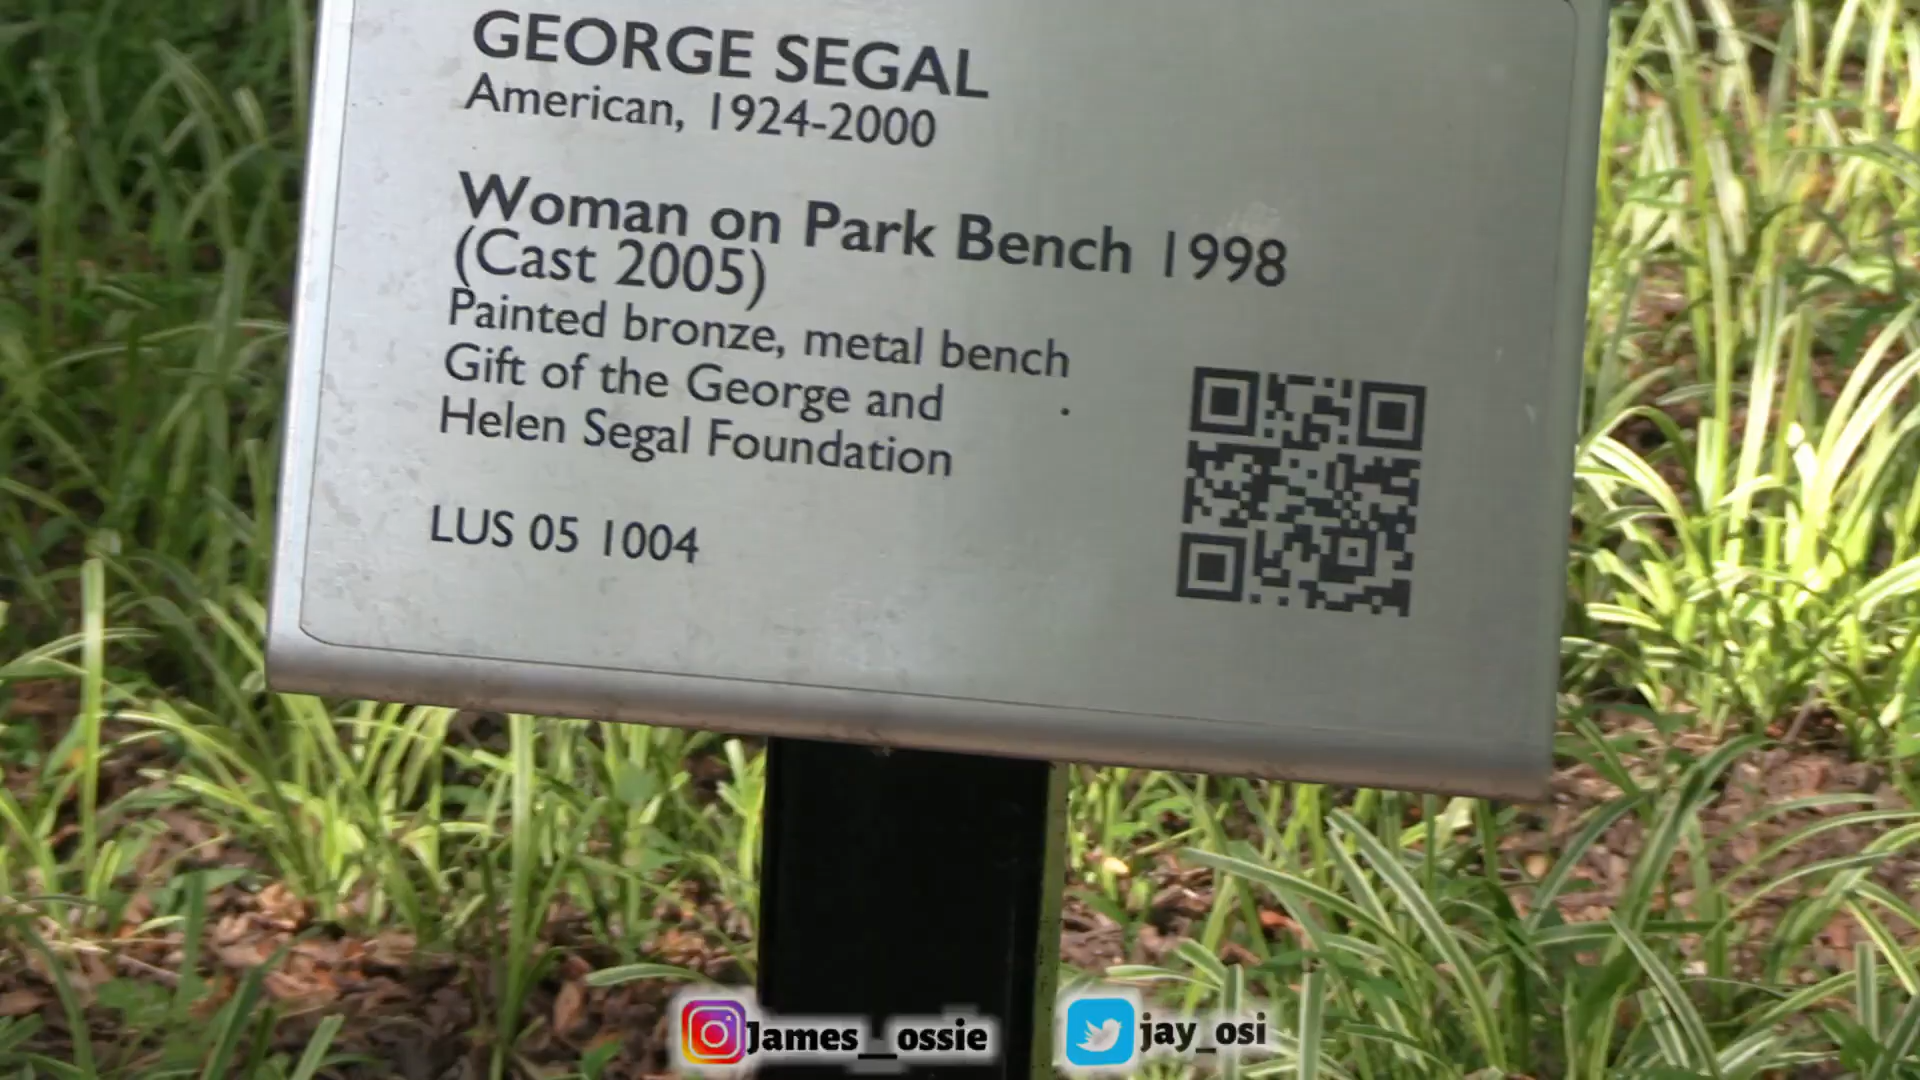 GEORGE SEGAL
American, 1924-2000
Woman on Park Bench 1998
(Cast 2005)
Painted bronze, metal bench
Gift of the George and
Helen Segal Foundation
LUS 05 1004
James__ossie
jay_osi